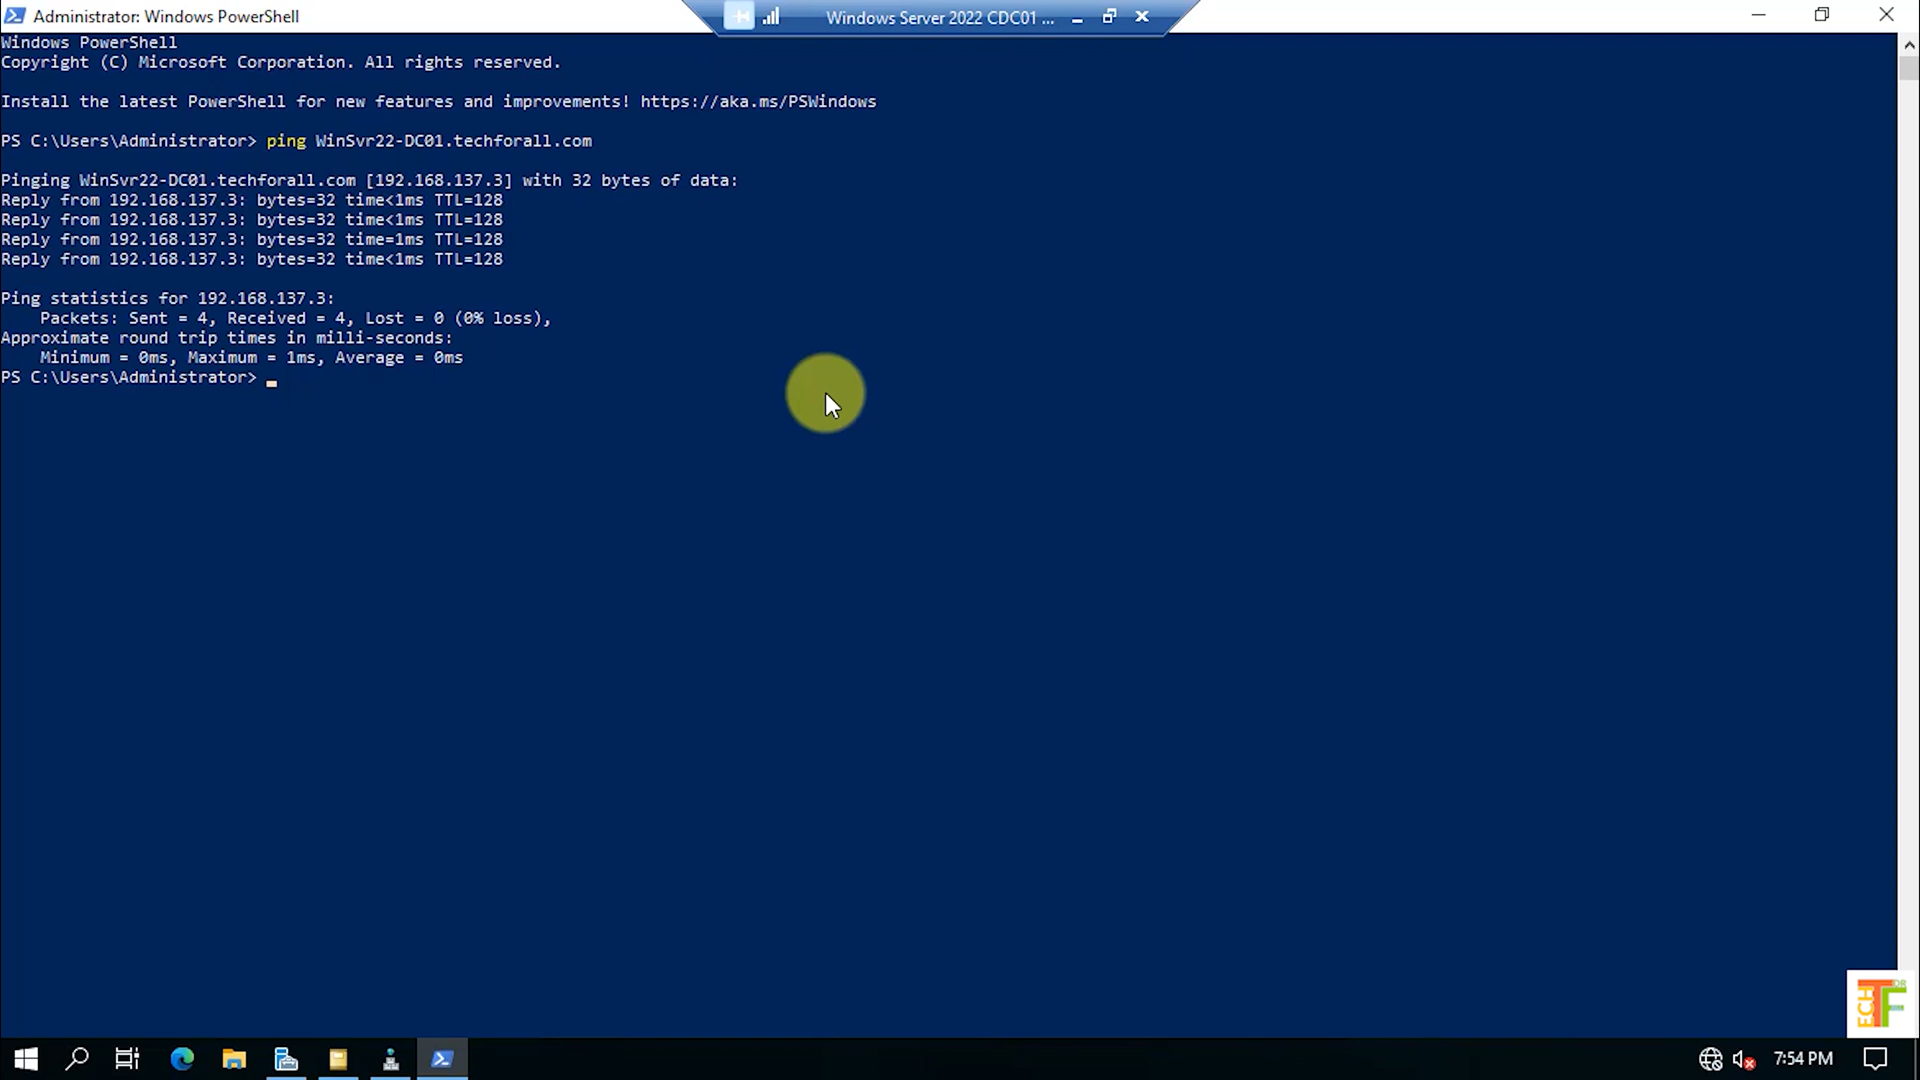 Administrator: Windows PowerShell
Windows Server 2022 CDC01 ...
Windows PowerShell
Copyright (C) Microsoft Corporation. All rights reserved.
Install the latest PowerShell for new features and improvements! https://aka.ms/PSWindows
PS C:\Users\Administrator> ping WinSvr22-DC01.techforall.com
Pinging WinSvr22-DC01.techforall.com [192.168.137.3] with 32 bytes of data:
Reply from 192.168.137.3: bytes=32 time<1ms TTL=128
Reply from 192.168.137.3: bytes=32 time<1ms TTL=128
Reply from 192.168.137.3: bytes=32 time=1ms TTL=128
Reply from 192.168.137.3: bytes=32 time<1ms TTL=128
Ping statistics for 192.168.137.3:
    Packets: Sent = 4, Received = 4, Lost = 0 (0% loss),
Approximate round trip times in milli-seconds:
    Minimum = 0ms, Maximum = 1ms, Average = 0ms
PS C:\Users\Administrator>
7:54 PM